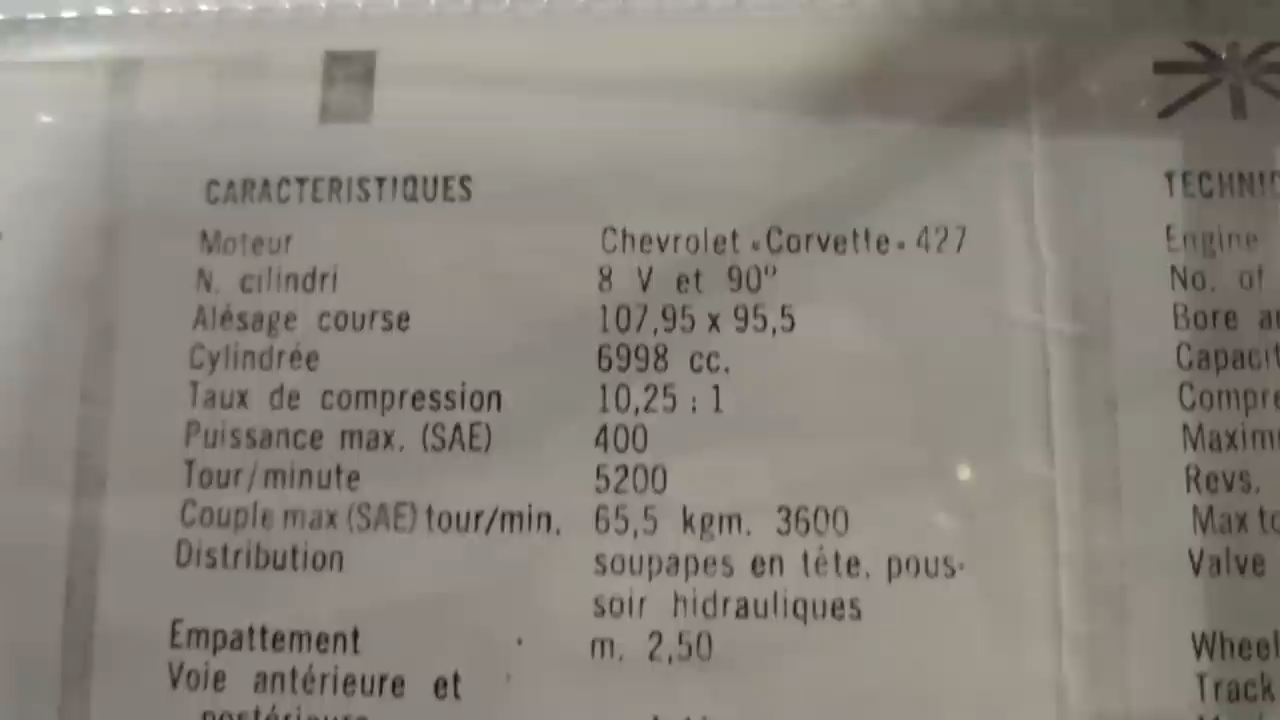 CARACTERISTIQUES
Moteur Chevrolet «Corvette» 427
N. cilindri 8 V et 90°
Alésage course 107,95 x 95,5
Cylindrée 6998 cc.
Taux de compression 10,25 : 1
Puissance max. (SAE) 400
Tour/minute 5200
Couple max (SAE) tour/min. 65,5 kgm. 3600
Distribution soupapes en tête, pous-
soir hidrauliques
Empattement m. 2,50
Voie antérieure et
TECHNIC
Engine
No. of
Bore a
Capacit
Compre
Maxim
Revs.
Max to
Valve
Wheel
Track